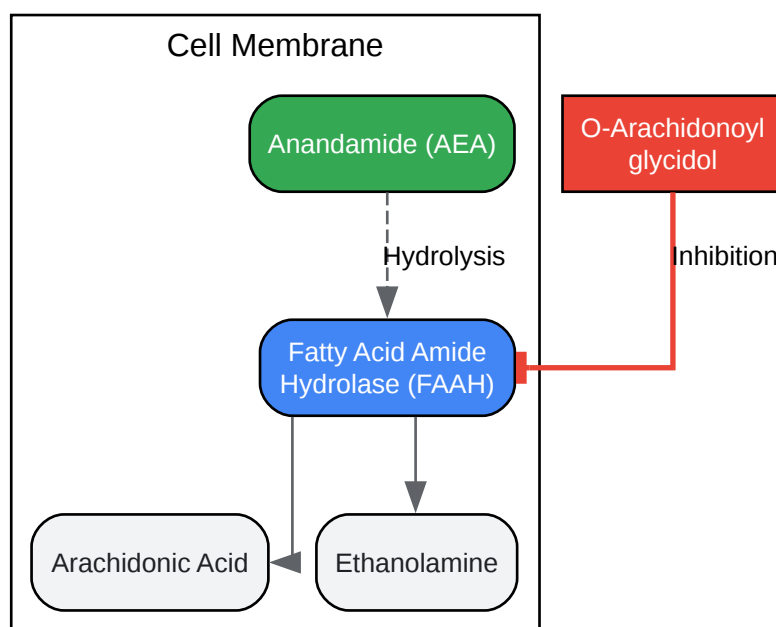 Cell Membrane
Anandamide (AEA)
O-Arachidonoyl
glycidol
Hydrolysis
Inhibition
Fatty Acid Amide
Hydrolase (FAAH)
Arachidonic Acid
Ethanolamine